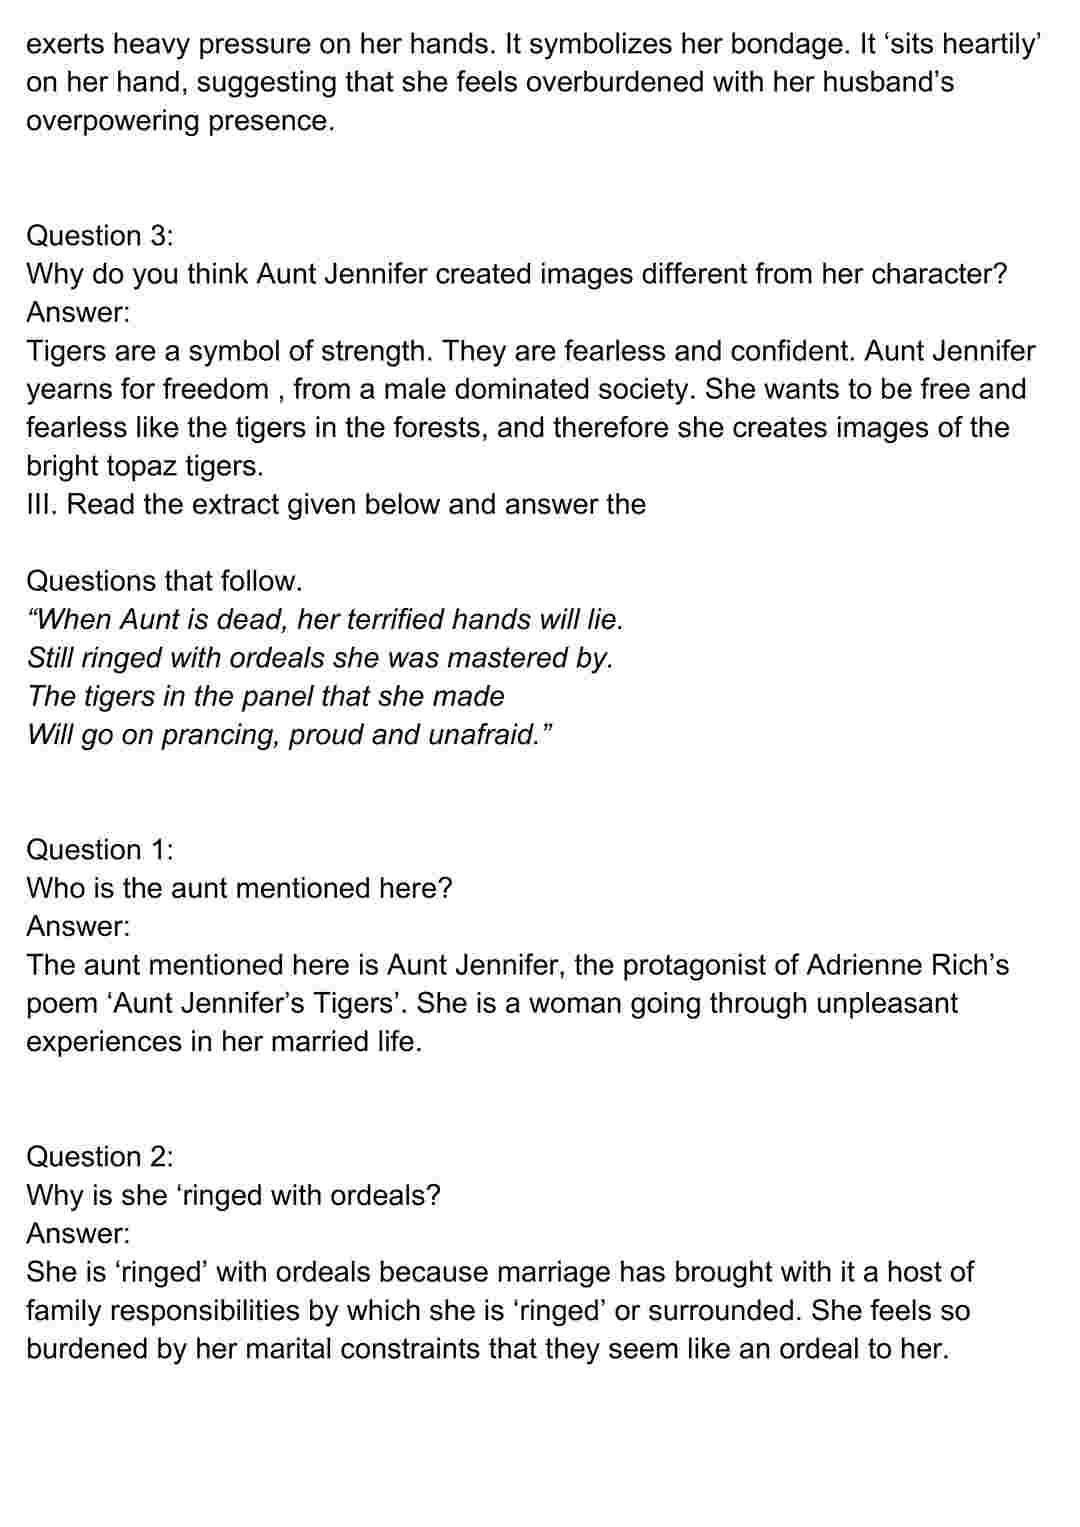 exerts heavy pressure on her hands. It symbolizes her bondage. It ‘sits heartily’
on her hand, suggesting that she feels overburdened with her husband’s
overpowering presence.
Question 3:
Why do you think Aunt Jennifer created images different from her character?
Answer:
Tigers are a symbol of strength. They are fearless and confident. Aunt Jennifer
yearns for freedom , from a male dominated society. She wants to be free and
fearless like the tigers in the forests, and therefore she creates images of the
bright topaz tigers.
III. Read the extract given below and answer the
Questions that follow.
“When Aunt is dead, her terrified hands will lie.
Still ringed with ordeals she was mastered by.
The tigers in the panel that she made
Will go on prancing, proud and unafraid.”
Question 1:
Who is the aunt mentioned here?
Answer:
The aunt mentioned here is Aunt Jennifer, the protagonist of Adrienne Rich’s
poem ‘Aunt Jennifer’s Tigers’. She is a woman going through unpleasant
experiences in her married life.
Question 2:
Why is she ‘ringed with ordeals?
Answer:
She is ‘ringed’ with ordeals because marriage has brought with it a host of
family responsibilities by which she is ‘ringed’ or surrounded. She feels so
burdened by her marital constraints that they seem like an ordeal to her.